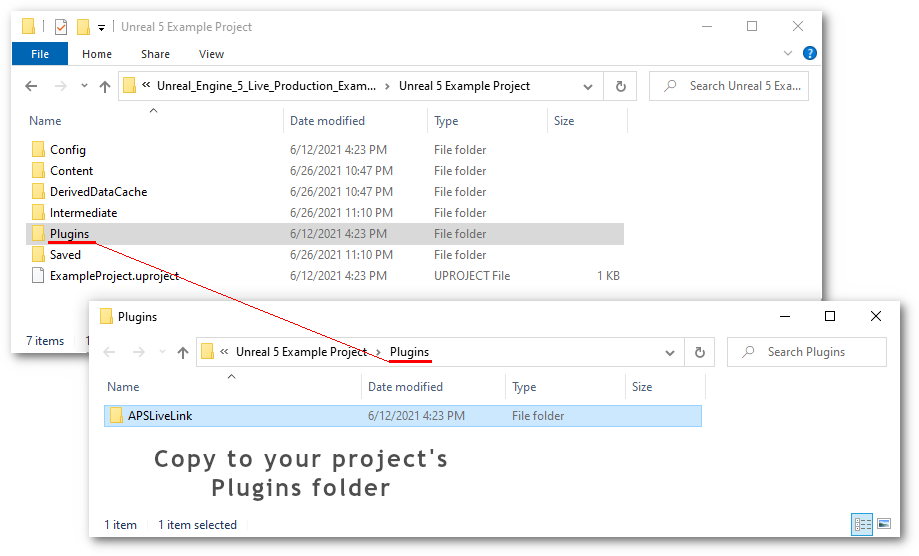 Unreal 5 Example Project
File Home Share View
« Unreal_Engine_5_Live_Production_Exam... › Unreal 5 Example Project
Search Unreal 5 Exa...
Name Date modified Type Size
Config 6/12/2021 4:23 PM File folder
Content 6/26/2021 10:47 PM File folder
DerivedDataCache 6/26/2021 10:47 PM File folder
Intermediate 6/26/2021 11:10 PM File folder
Plugins 6/12/2021 4:23 PM File folder
Saved 6/26/2021 11:10 PM File folder
ExampleProject.uproject 6/12/2021 4:23 PM UPROJECT File 1 KB
7 items
Plugins
« Unreal 5 Example Project › Plugins
Search Plugins
Name Date modified Type Size
APSLiveLink 6/12/2021 4:23 PM File folder
Copy to your project's
Plugins folder
1 item 1 item selected